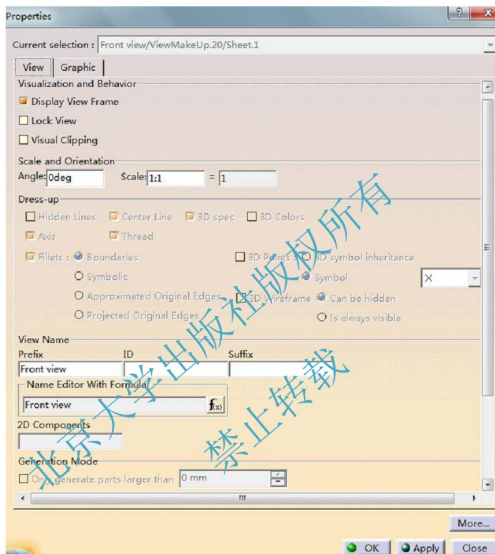 Properties
Current selection : Front view/ViewMakeUp.20/Sheet.1
View Graphic
Visualization and Behavior
Display View Frame
Lock View
Visual Clipping
Scale and Orientation
Angle: 0deg Scale: 1:1 = 1
Dress-up
Hidden Lines Center Line 3D spec 3D Colors
Axis Thread
Fillets : Boundaries 3D Points : 3D symbol inheritance
Symbolic Symbol ×
Approximated Original Edges 3D Wireframe Can be hidden
Projected Original Edges Is always visible
View Name
Prefix ID Suffix
Front view
Name Editor With Formula
Front view f(x)
2D Components
Generation Mode
Only generate parts larger than 0 mm
More...
OK Apply Close
北京大学出版社版权所有
禁止转载